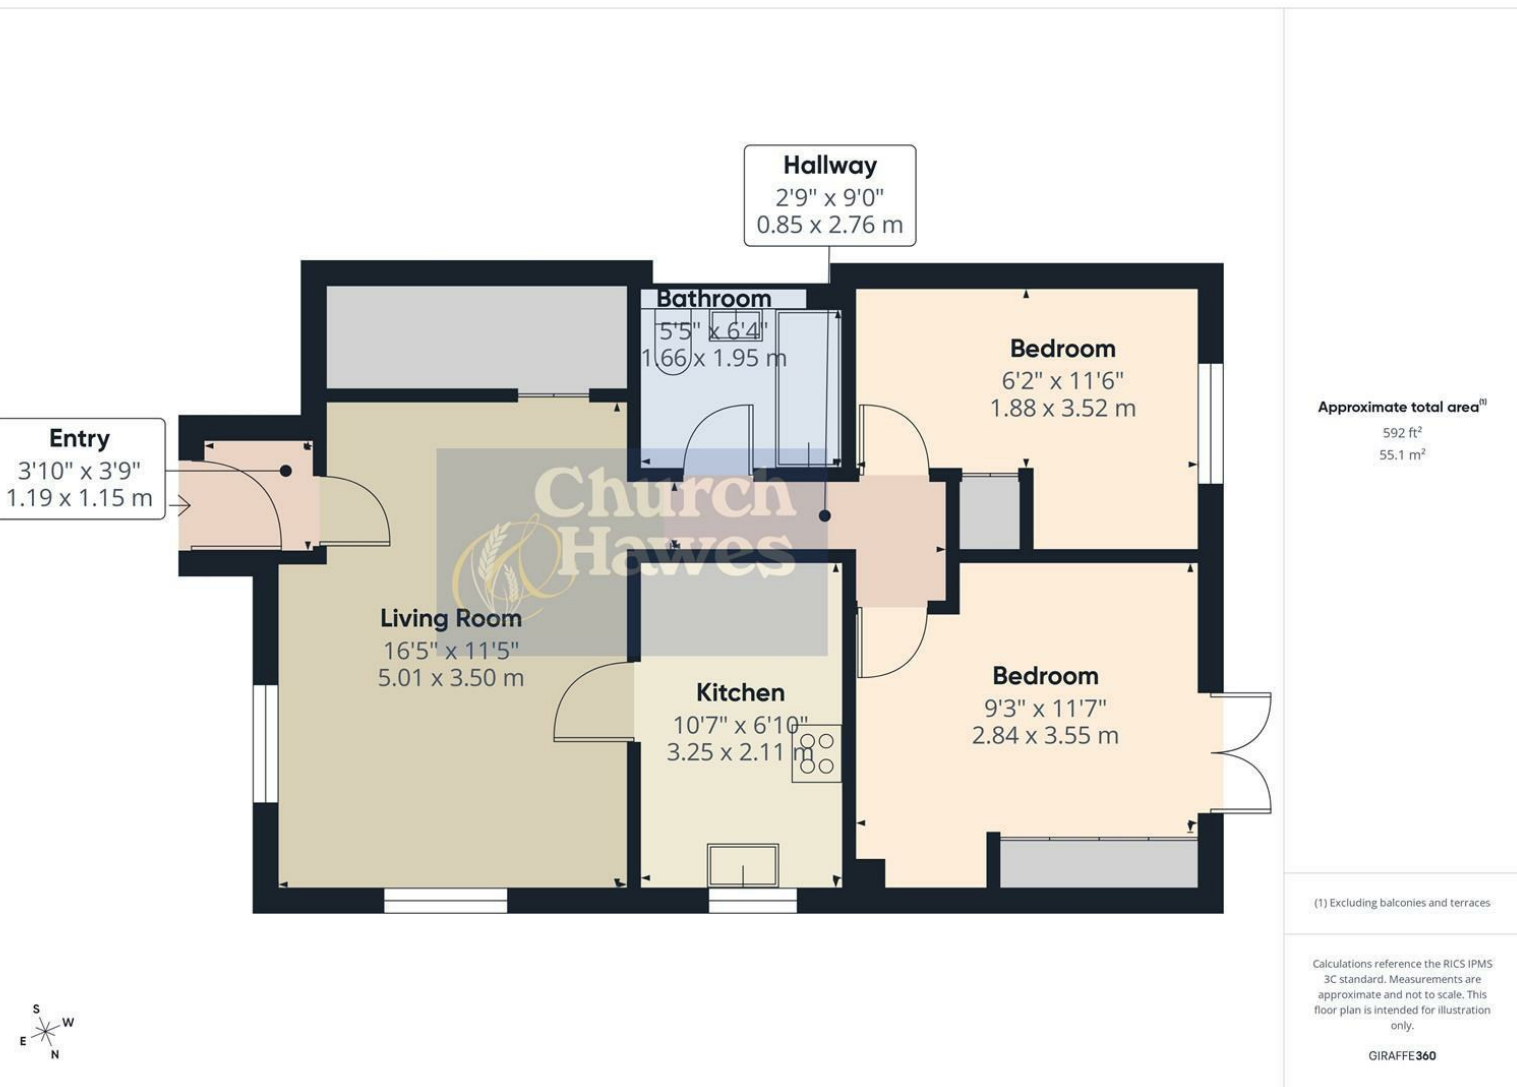 Hallway
2'9" x 9'0"
0.85 x 2.76 m
Bathroom
5'5" x 6'4"
1.66 x 1.95 m
Bedroom
6'2" x 11'6"
1.88 x 3.52 m
Entry
3'10" x 3'9"
1.19 x 1.15 m
Church
& Hawes
Living Room
16'5" x 11'5"
5.01 x 3.50 m
Kitchen
10'7" x 6'10"
3.25 x 2.11 m
Bedroom
9'3" x 11'7"
2.84 x 3.55 m
S
W
E
N
Approximate total area(1)
592 ft²
55.1 m²
(1) Excluding balconies and terraces
Calculations reference the RICS IPMS
3C standard. Measurements are
approximate and not to scale. This
floor plan is intended for illustration
only.
GIRAFFE360